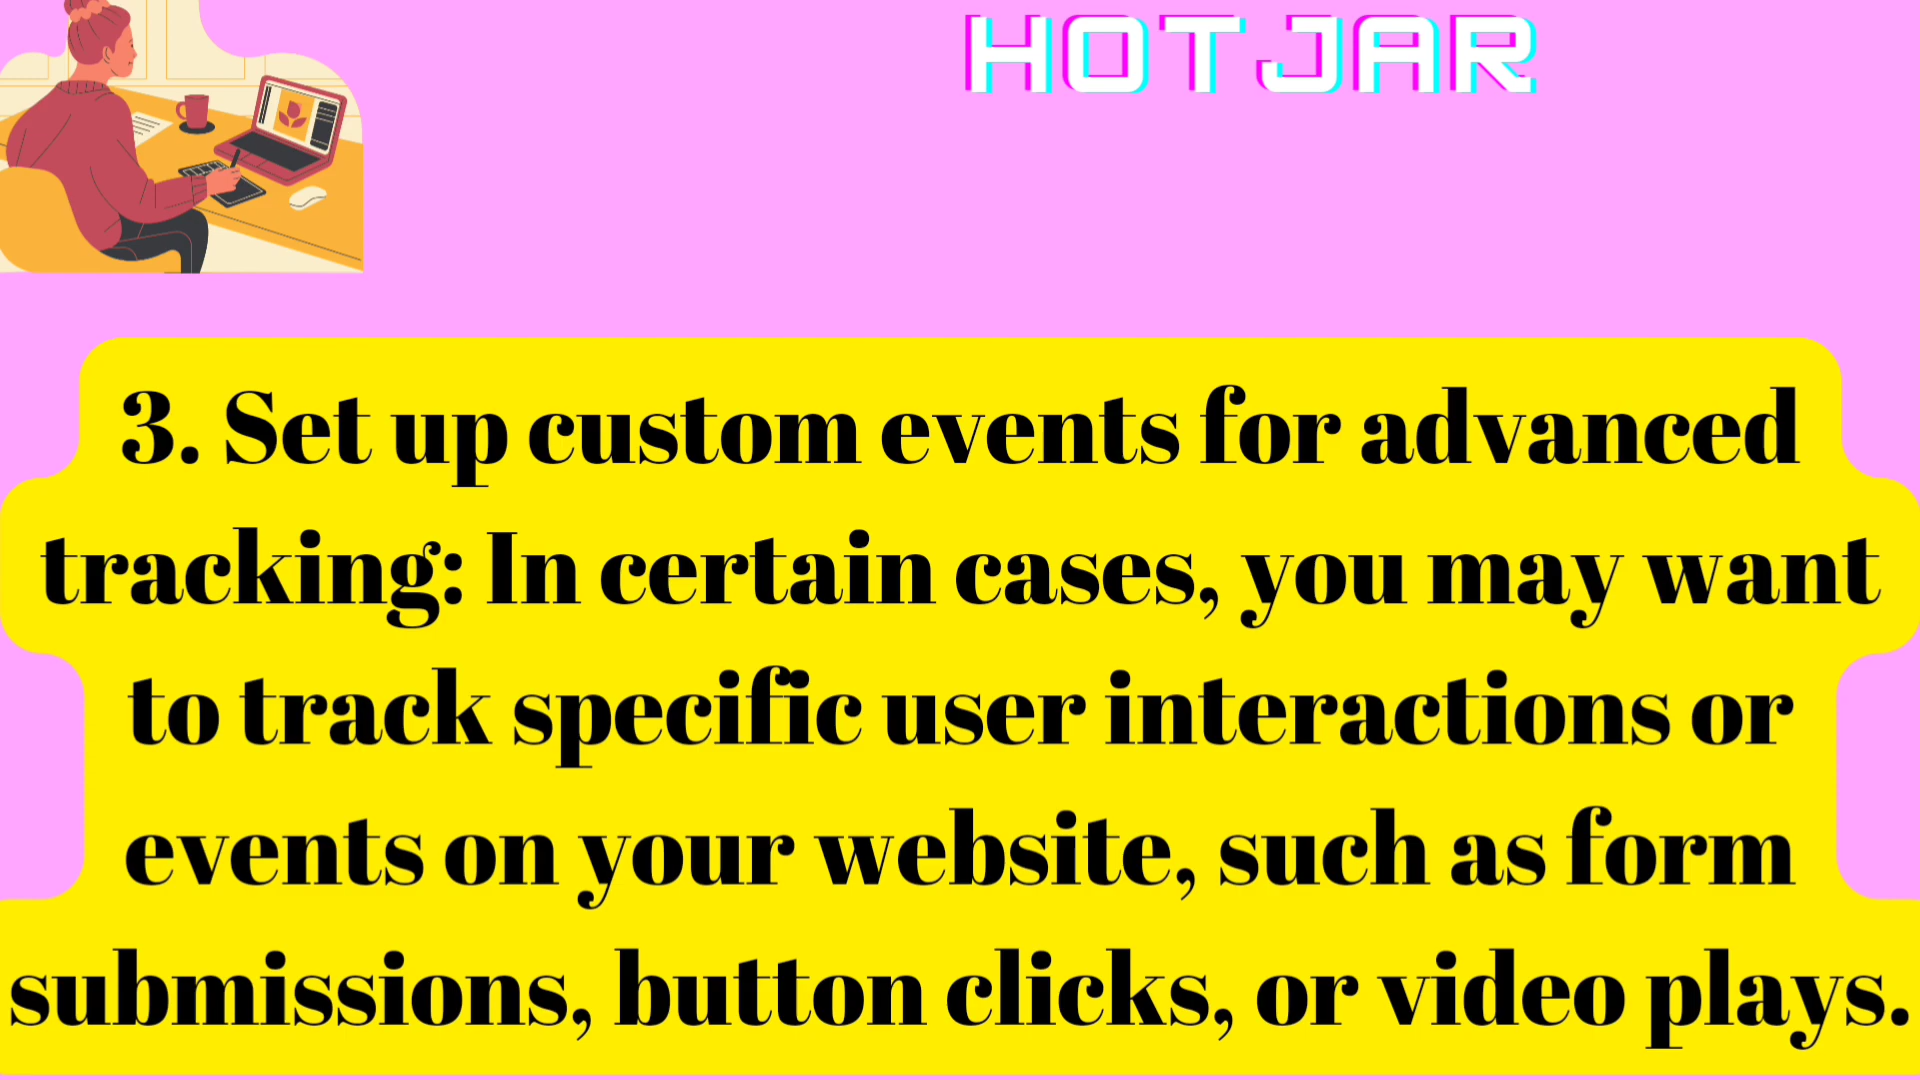 HOTJAR
3. Set up custom events for advanced
tracking: In certain cases, you may want
to track specific user interactions or
events on your website, such as form
submissions, button clicks, or video plays.